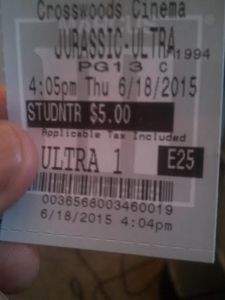 Crosswoods Cinema
JURASSIC-ULTRA 1994
PG13 C
4:05pm Thu 6/18/2015
STUDNTR $5.00
Applicable Tax Included
ULTRA 1 E25
0036568003460019
6/18/2015 4:04pm